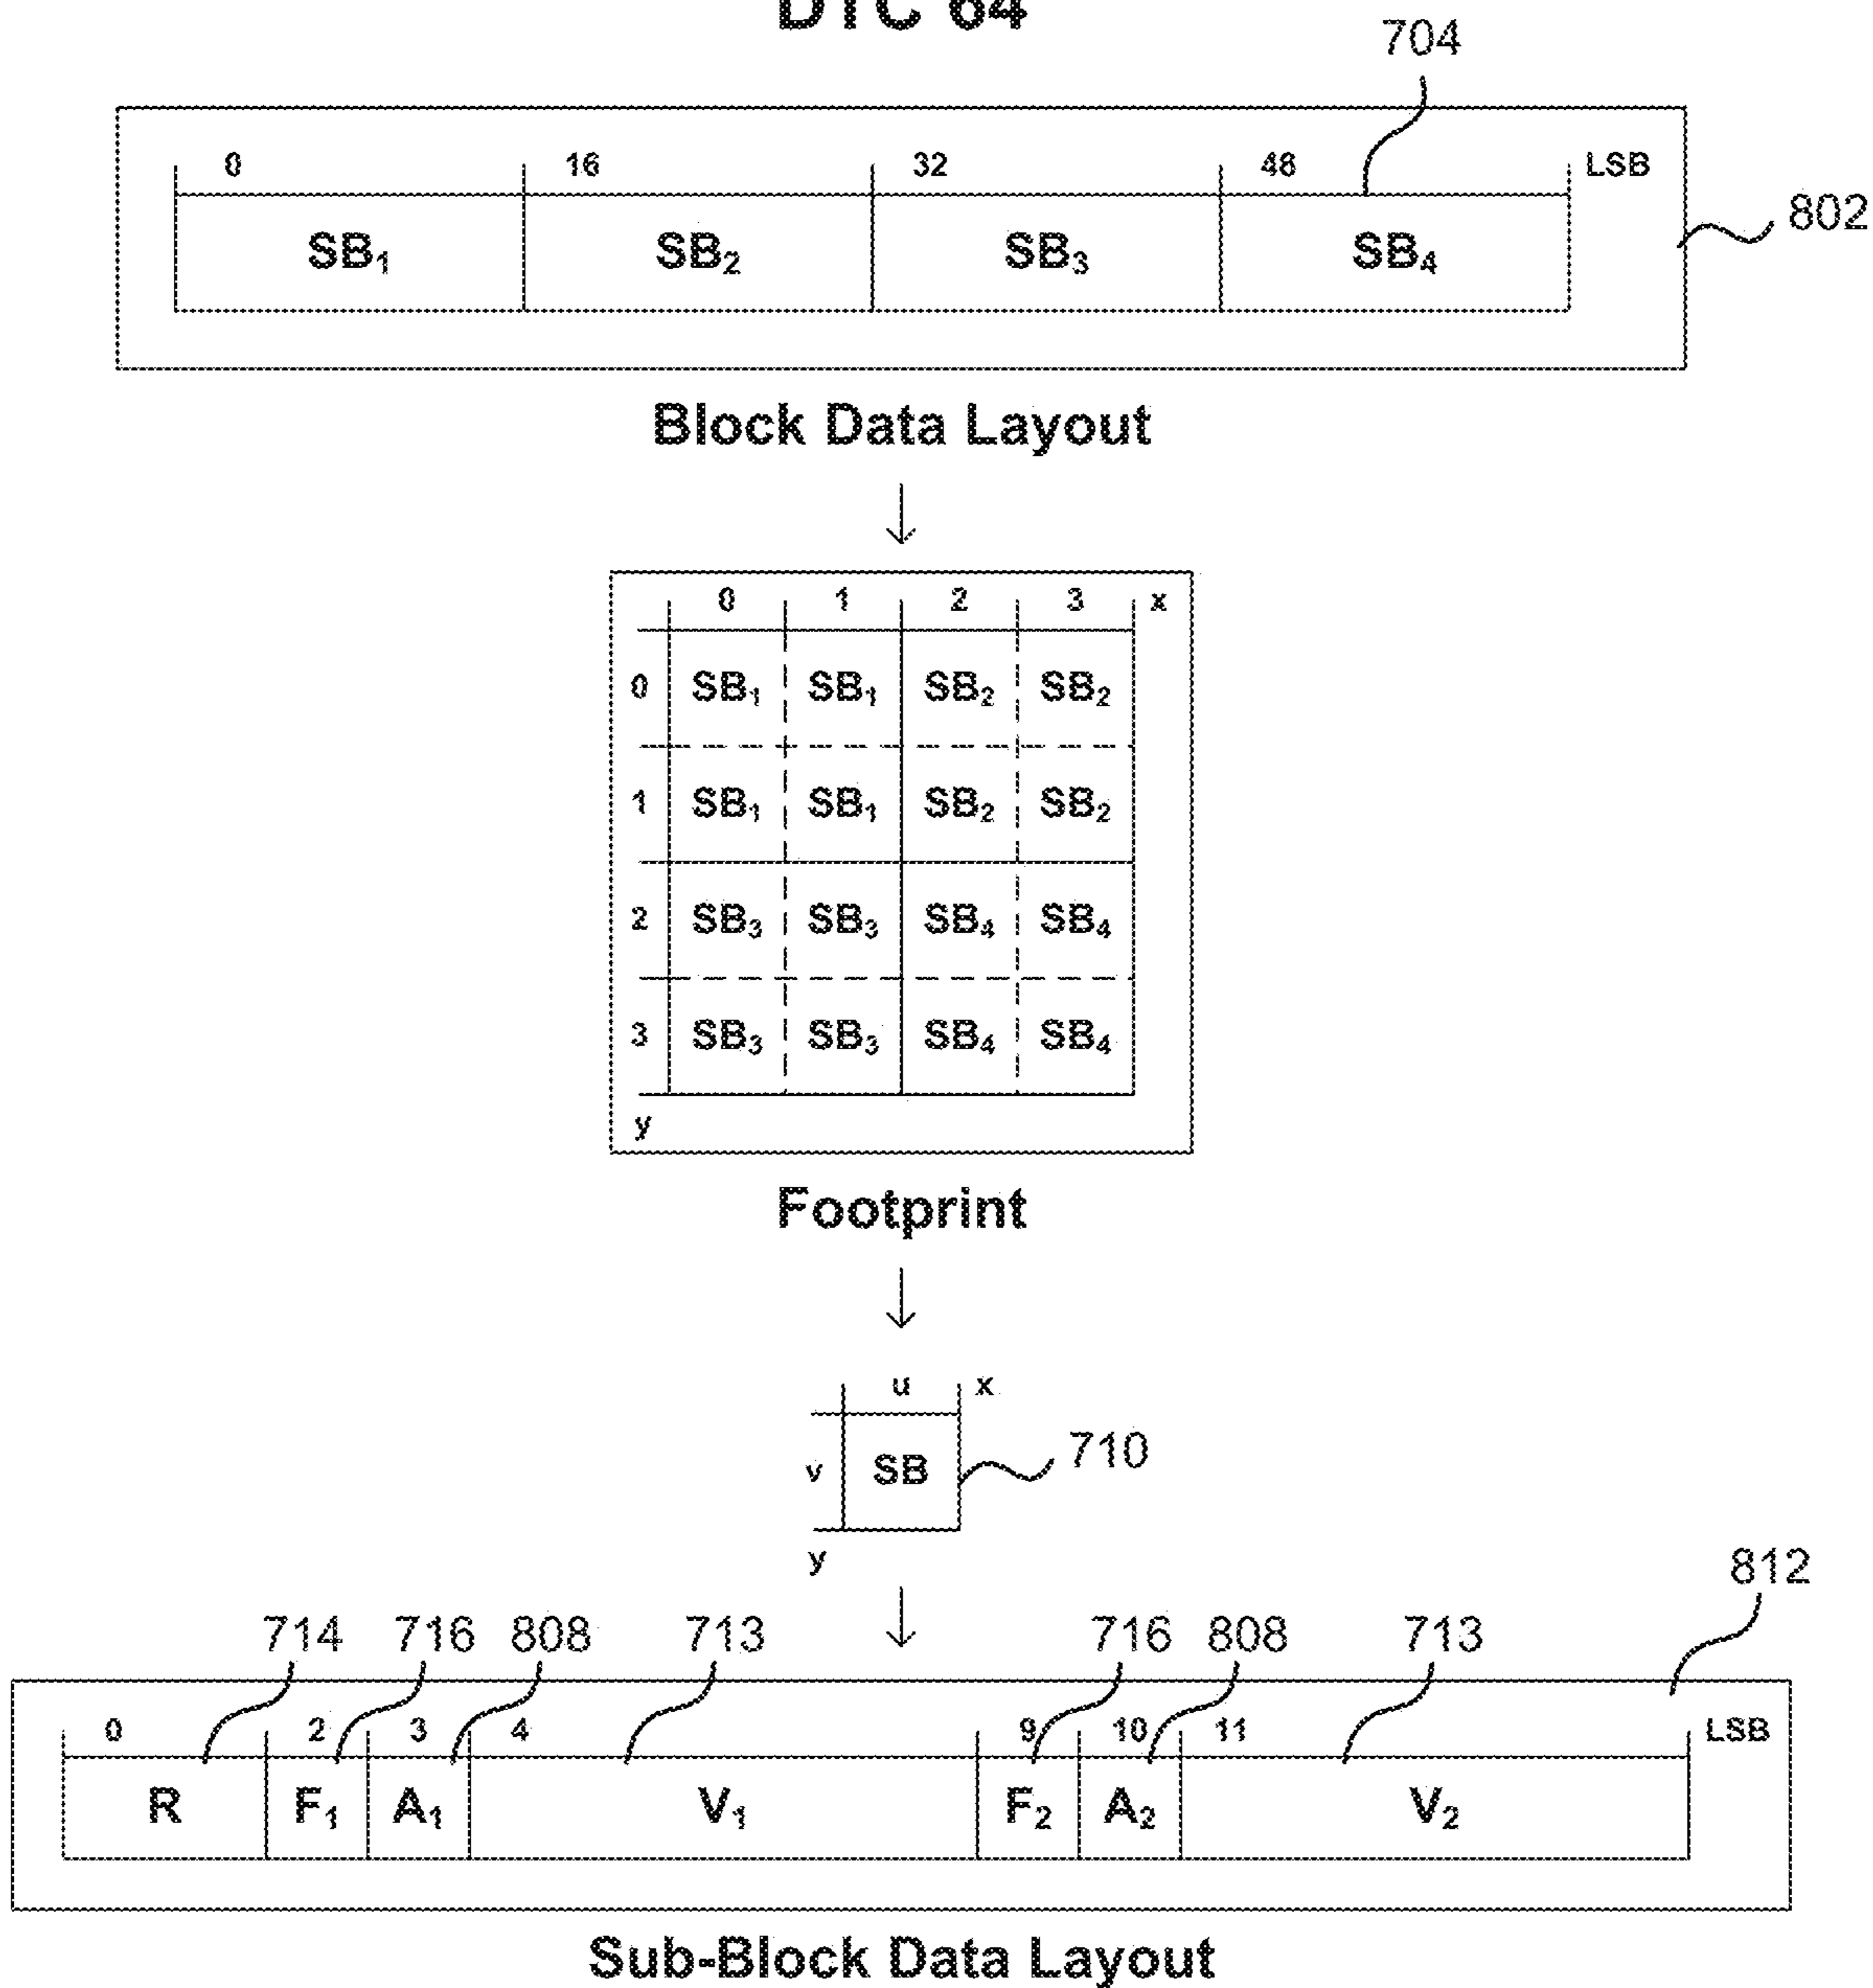 DTC 64
704
0 16 32 48 LSB
802
SB₁ SB₂ SB₃ SB₄
Block Data Layout
0 1 2 3 x
0 SB₁ SB₁ SB₂ SB₂
1 SB₁ SB₁ SB₂ SB₂
2 SB₃ SB₃ SB₄ SB₄
3 SB₃ SB₃ SB₄ SB₄
y
Footprint
u x
v SB 710
y
812
714 716 808 713 716 808 713
0 2 3 4 9 10 11 LSB
R F₁ A₁ V₁ F₂ A₂ V₂
Sub-Block Data Layout